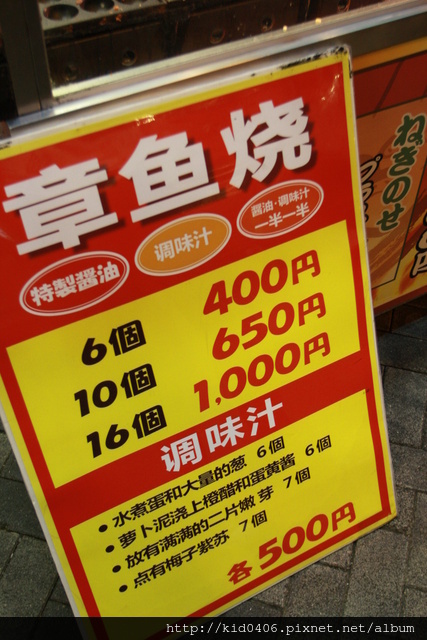 章鱼烧
特製醤油
调味汁
醤油·调味汁
一半一半
6個 400円
10個 650円
16個 1,000円
调味汁
• 水煮蛋和大量的葱 6個
• 萝卜泥浇上橙醋和蛋黄酱 6個
• 放有满满的二片嫩芽 7個
• 点有梅子紫苏 7個
各500円
ねぎのせ
http://kid0406.pixnet.net/album